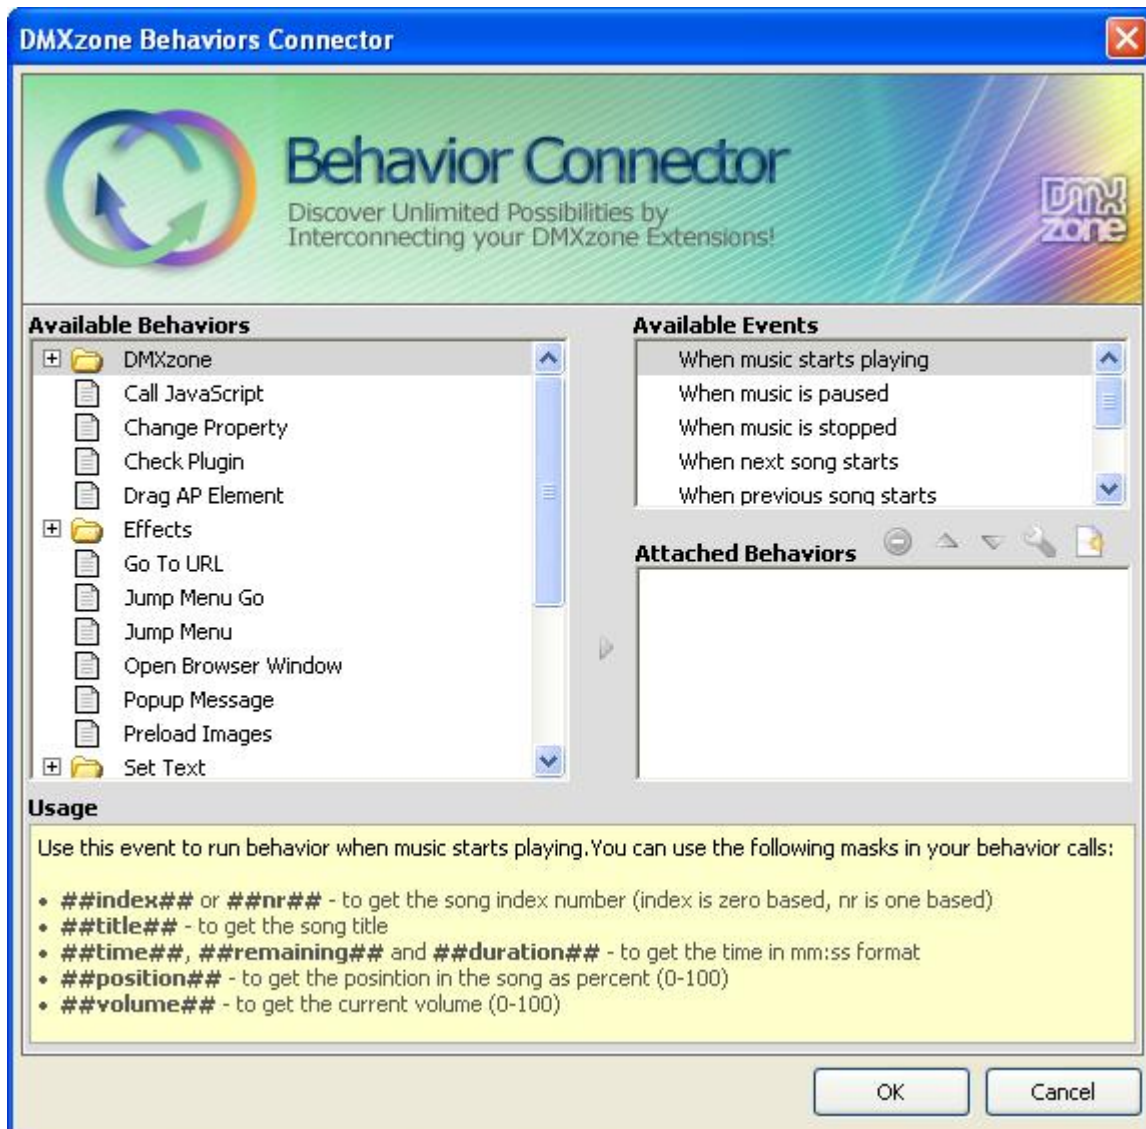 DMXzone Behaviors Connector
Behavior Connector
Discover Unlimited Possibilities by
Interconnecting your DMXzone Extensions!
DMX
zone
Available Behaviors
DMXzone
Call JavaScript
Change Property
Check Plugin
Drag AP Element
Effects
Go To URL
Jump Menu Go
Jump Menu
Open Browser Window
Popup Message
Preload Images
Set Text
Available Events
When music starts playing
When music is paused
When music is stopped
When next song starts
When previous song starts
Attached Behaviors
Usage
Use this event to run behavior when music starts playing.You can use the following masks in your behavior calls:
• ##index## or ##nr## - to get the song index number (index is zero based, nr is one based)
• ##title## - to get the song title
• ##time##, ##remaining## and ##duration## - to get the time in mm:ss format
• ##position## - to get the posintion in the song as percent (0-100)
• ##volume## - to get the current volume (0-100)
OK
Cancel